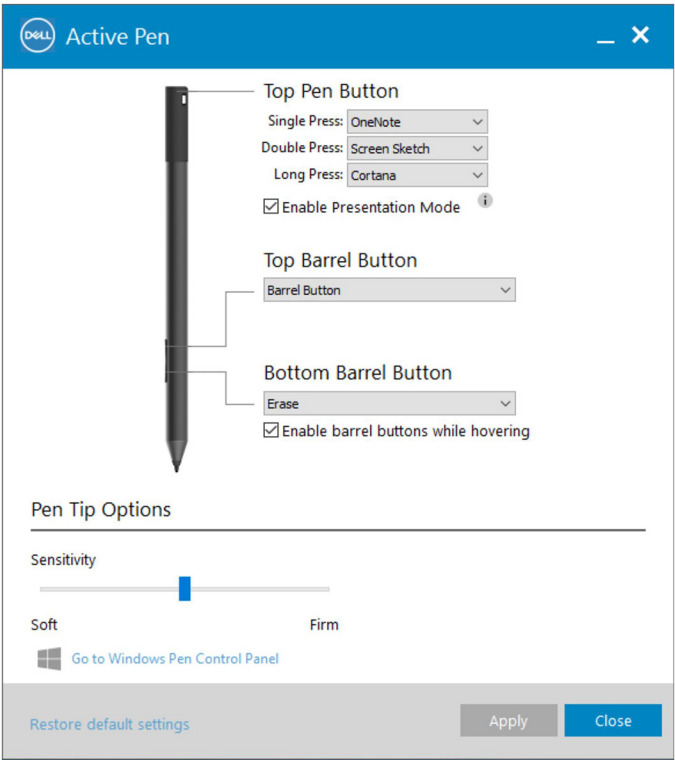 DELL Active Pen
Top Pen Button
Single Press: OneNote
Double Press: Screen Sketch
Long Press: Cortana
Enable Presentation Mode i
Top Barrel Button
Barrel Button
Bottom Barrel Button
Erase
Enable barrel buttons while hovering
Pen Tip Options
Sensitivity
Soft Firm
Go to Windows Pen Control Panel
Restore default settings Apply Close